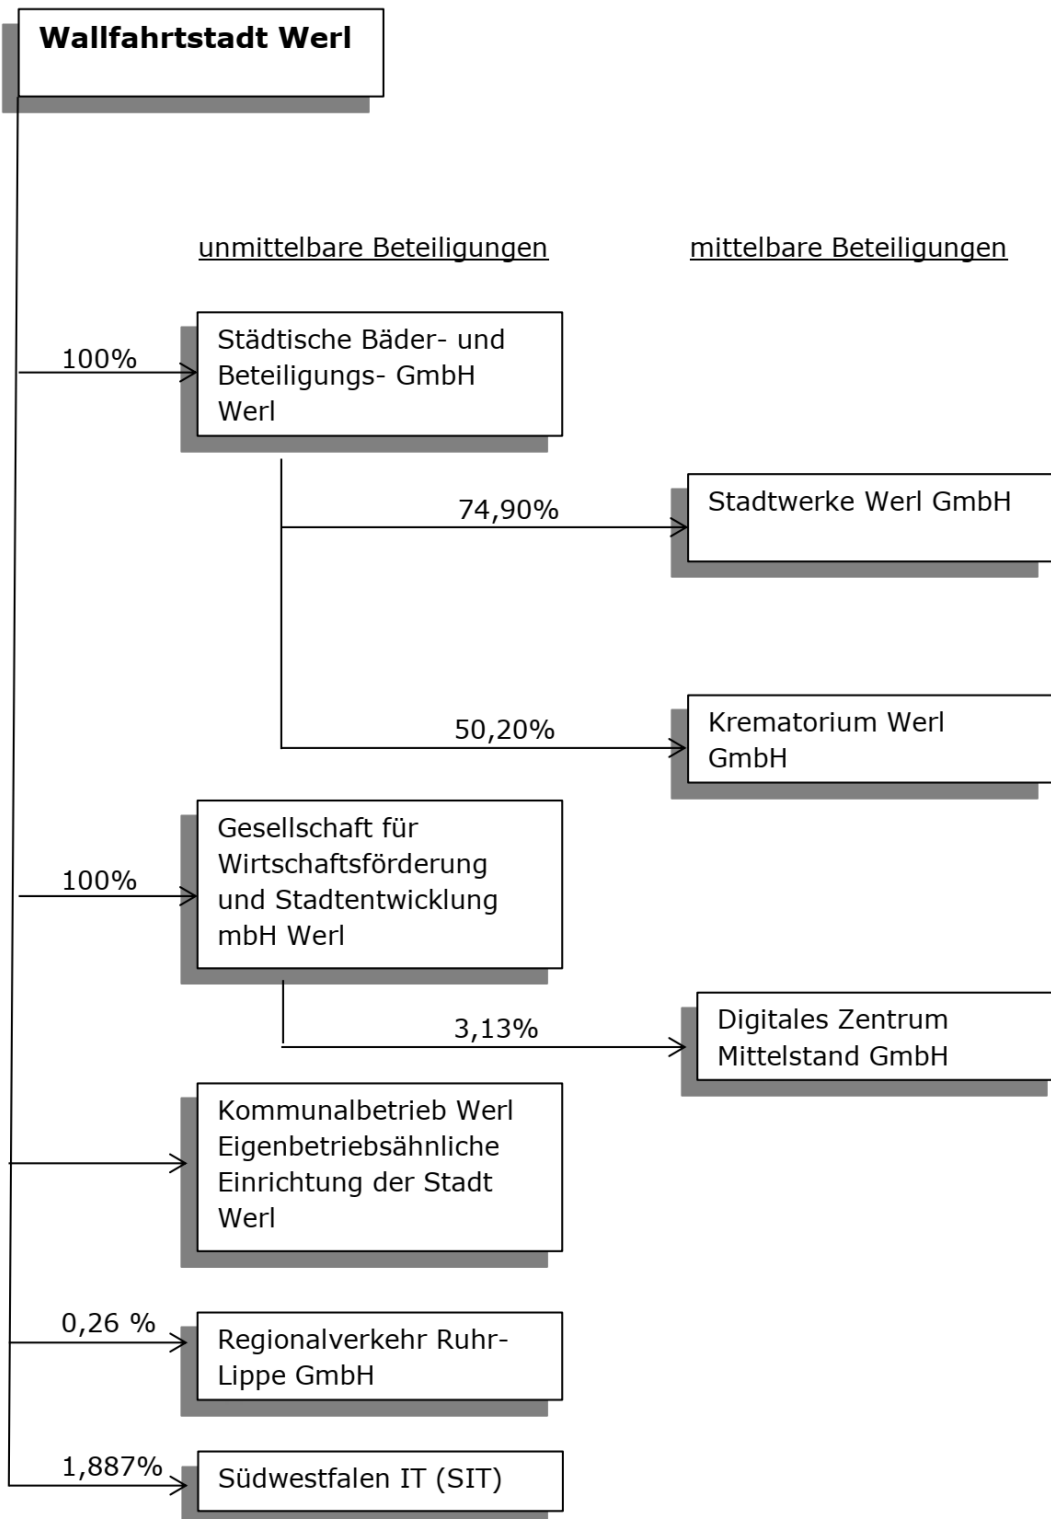 Wallfahrtstadt Werl
unmittelbare Beteiligungen
mittelbare Beteiligungen
100%
Städtische Bäder- und
Beteiligungs- GmbH
Werl
74,90%
Stadtwerke Werl GmbH
50,20%
Krematorium Werl
GmbH
100%
Gesellschaft für
Wirtschaftsförderung
und Stadtentwicklung
mbH Werl
3,13%
Digitales Zentrum
Mittelstand GmbH
Kommunalbetrieb Werl
Eigenbetriebsähnliche
Einrichtung der Stadt
Werl
0,26 %
Regionalverkehr Ruhr-
Lippe GmbH
1,887%
Südwestfalen IT (SIT)